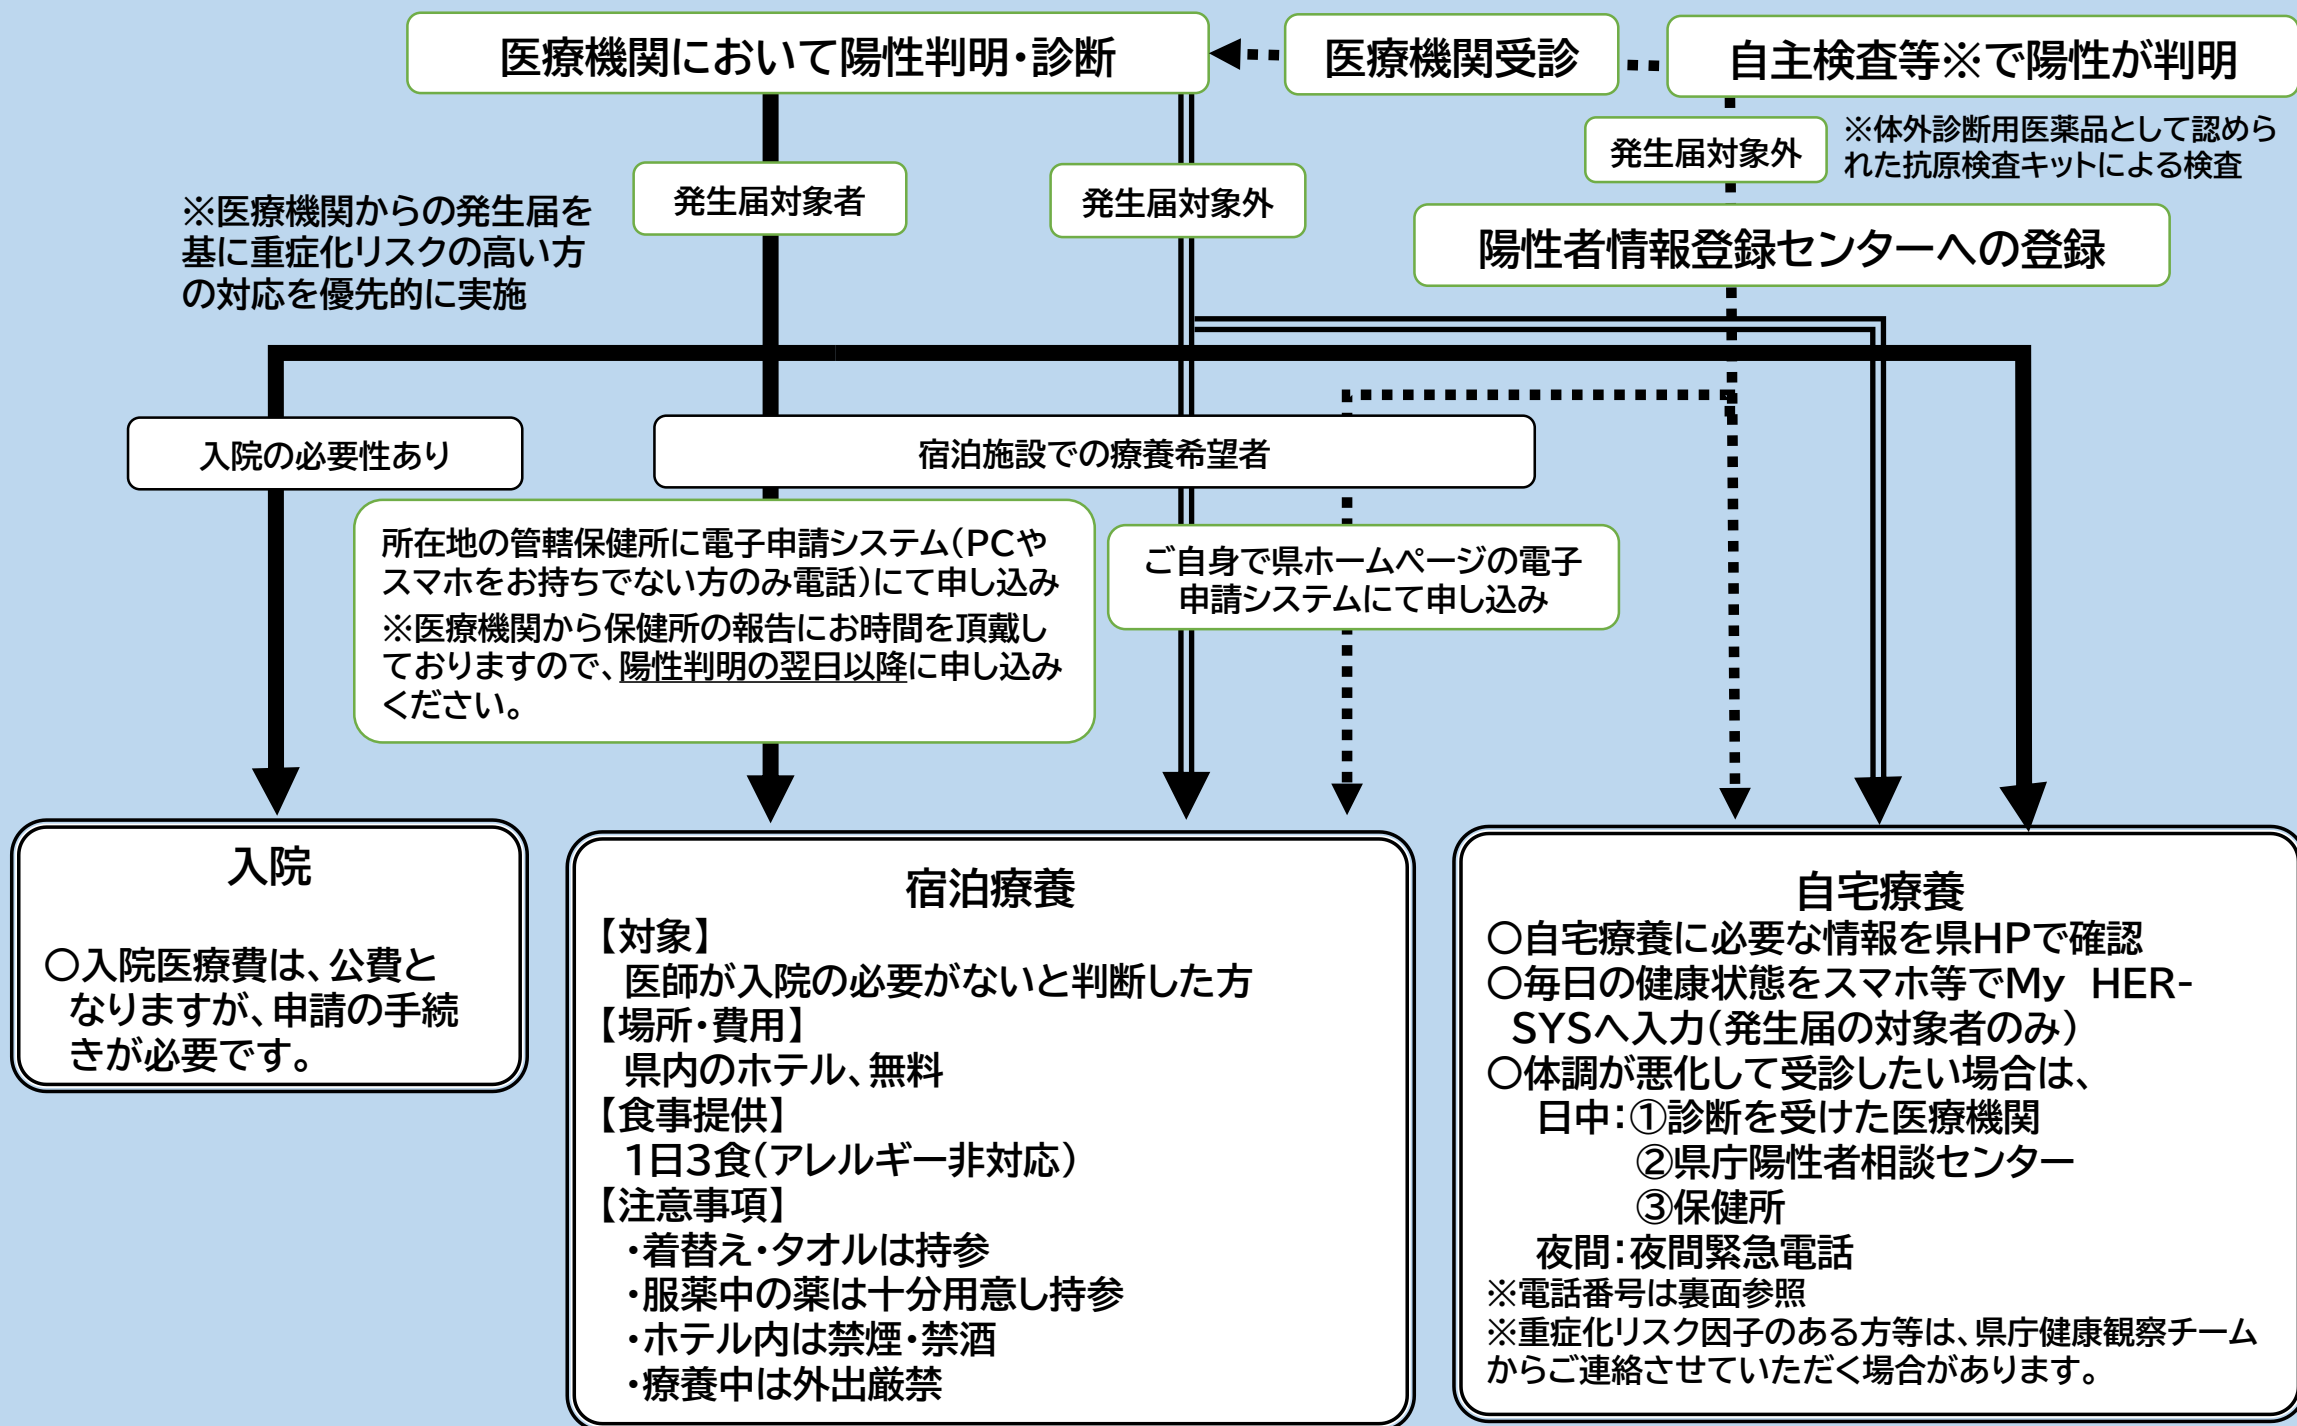 医療機関において陽性判明・診断
医療機関受診
自主検査等※で陽性が判明
発生届対象者
発生届対象外
発生届対象外
※体外診断用医薬品として認めら
れた抗原検査キットによる検査
※医療機関からの発生届を
基に重症化リスクの高い方
の対応を優先的に実施
陽性者情報登録センターへの登録
入院の必要性あり
宿泊施設での療養希望者
所在地の管轄保健所に電子申請システム(PCや
スマホをお持ちでない方のみ電話)にて申し込み
※医療機関から保健所の報告にお時間を頂戴し
ておりますので、陽性判明の翌日以降に申し込み
ください。
ご自身で県ホームページの電子
申請システムにて申し込み
入院
○入院医療費は、公費と
なりますが、申請の手続
きが必要です。
宿泊療養
【対象】
医師が入院の必要がないと判断した方
【場所・費用】
県内のホテル、無料
【食事提供】
1日3食(アレルギー非対応)
【注意事項】
・着替え・タオルは持参
・服薬中の薬は十分用意し持参
・ホテル内は禁煙・禁酒
・療養中は外出厳禁
自宅療養
○自宅療養に必要な情報を県HPで確認
○毎日の健康状態をスマホ等でMy HER-
SYSへ入力(発生届の対象者のみ)
○体調が悪化して受診したい場合は、
日中:①診断を受けた医療機関
②県庁陽性者相談センター
③保健所
夜間:夜間緊急電話
※電話番号は裏面参照
※重症化リスク因子のある方等は、県庁健康観察チーム
からご連絡させていただく場合があります。